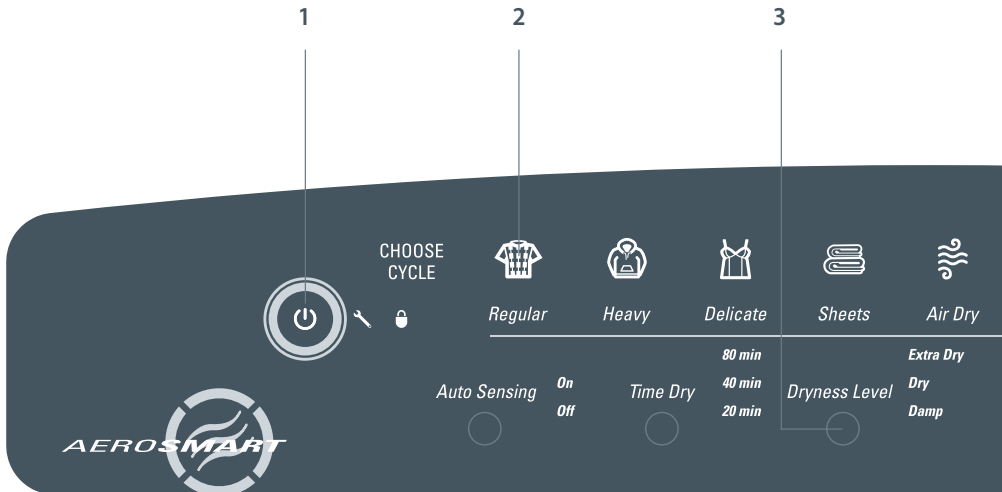 1 2 3
CHOOSE
CYCLE
Regular Heavy Delicate Sheets Air Dry
80 min Extra Dry
Auto Sensing On Time Dry 40 min Dryness Level Dry
Off 20 min Damp
AEROSMART